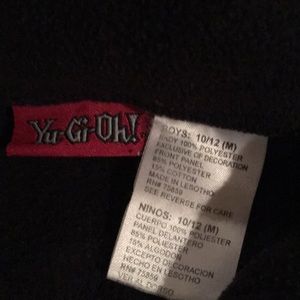 Yu-Gi-Oh!
BOYS: 10/12 (M)
BODY 100% POLYESTER
EXCLUSIVE OF DECORATION
FRONT PANEL
85% POLYESTER
15% COTTON
MADE IN LESOTHO
RN# 73850
SEE REVERSE FOR CARE
NINOS: 10/12 (M)
CUERPO 100% POLIESTER
PANEL DELANTERO
85% POLIESTER
15% ALGODON
EXCEPTO DECORACION
HECHO EN LESOTHO
RN# 73850